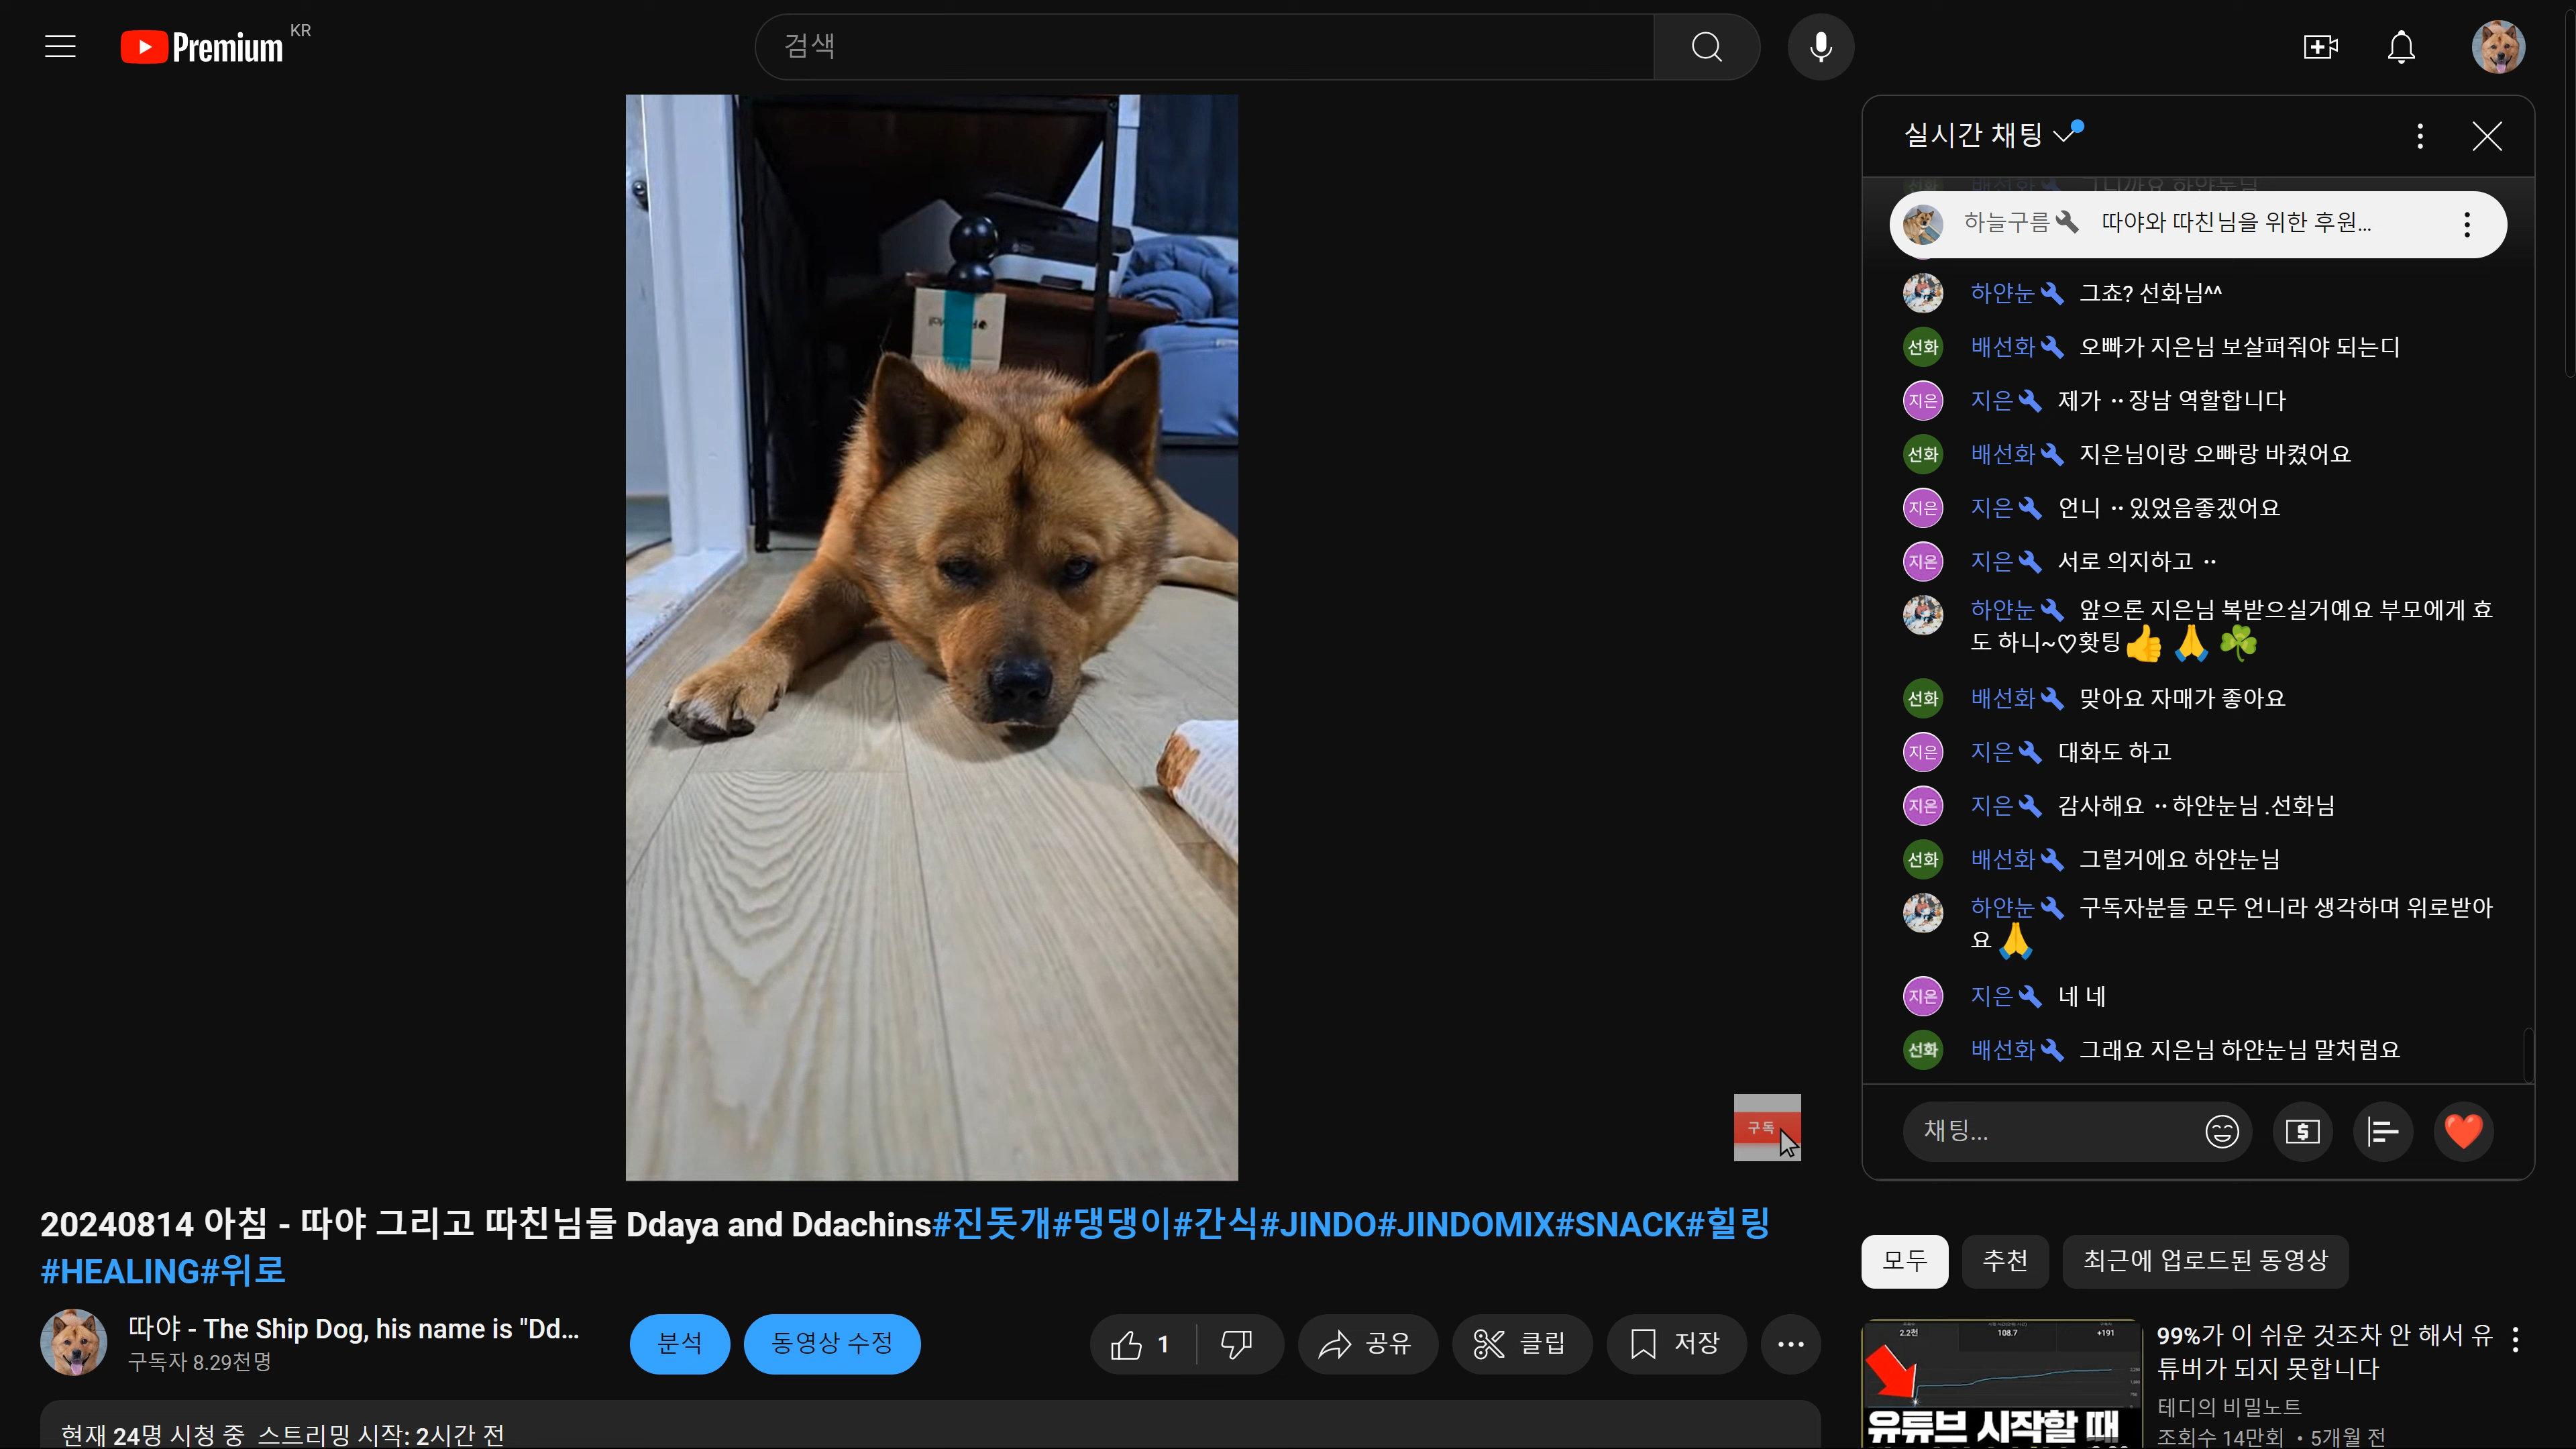 Premium KR
검색
실시간 채팅
하늘구름 따야와 따친님을 위한 후원...
하얀눈 그쵸? 선화님^^
선화 배선화 오빠가 지은님 보살펴줘야 되는디
지은 지은 제가 ··장남 역할합니다
선화 배선화 지은님이랑 오빠랑 바켰어요
지은 지은 언니 ··있었음좋겠어요
지은 지은 서로 의지하고 ··
하얀눈 앞으론 지은님 복받으실거예요 부모에게 효
도 하니~♡홧팅👍🙏☘️
선화 배선화 맞아요 자매가 좋아요
지은 지은 대화도 하고
지은 지은 감사해요 ··하얀눈님 .선화님
선화 배선화 그럴거에요 하얀눈님
하얀눈 구독자분들 모두 언니라 생각하며 위로받아
요🙏
지은 지은 네 네
선화 배선화 그래요 지은님 하얀눈님 말처럼요
채팅...
구독
20240814 아침 - 따야 그리고 따친님들 Ddaya and Ddachins#진돗개#댕댕이#간식#JINDO#JINDOMIX#SNACK#힐링
#HEALING#위로
따야 - The Ship Dog, his name is "Dd...
구독자 8.29천명
분석
동영상 수정
1
공유
클립
저장
현재 24명 시청 중 스트리밍 시작: 2시간 전
모두
추천
최근에 업로드된 동영상
2.2천 108.7 +191
유튜브 시작할 때
99%가 이 쉬운 것조차 안 해서 유
튜버가 되지 못합니다
테디의 비밀노트
조회수 14만회 • 5개월 전